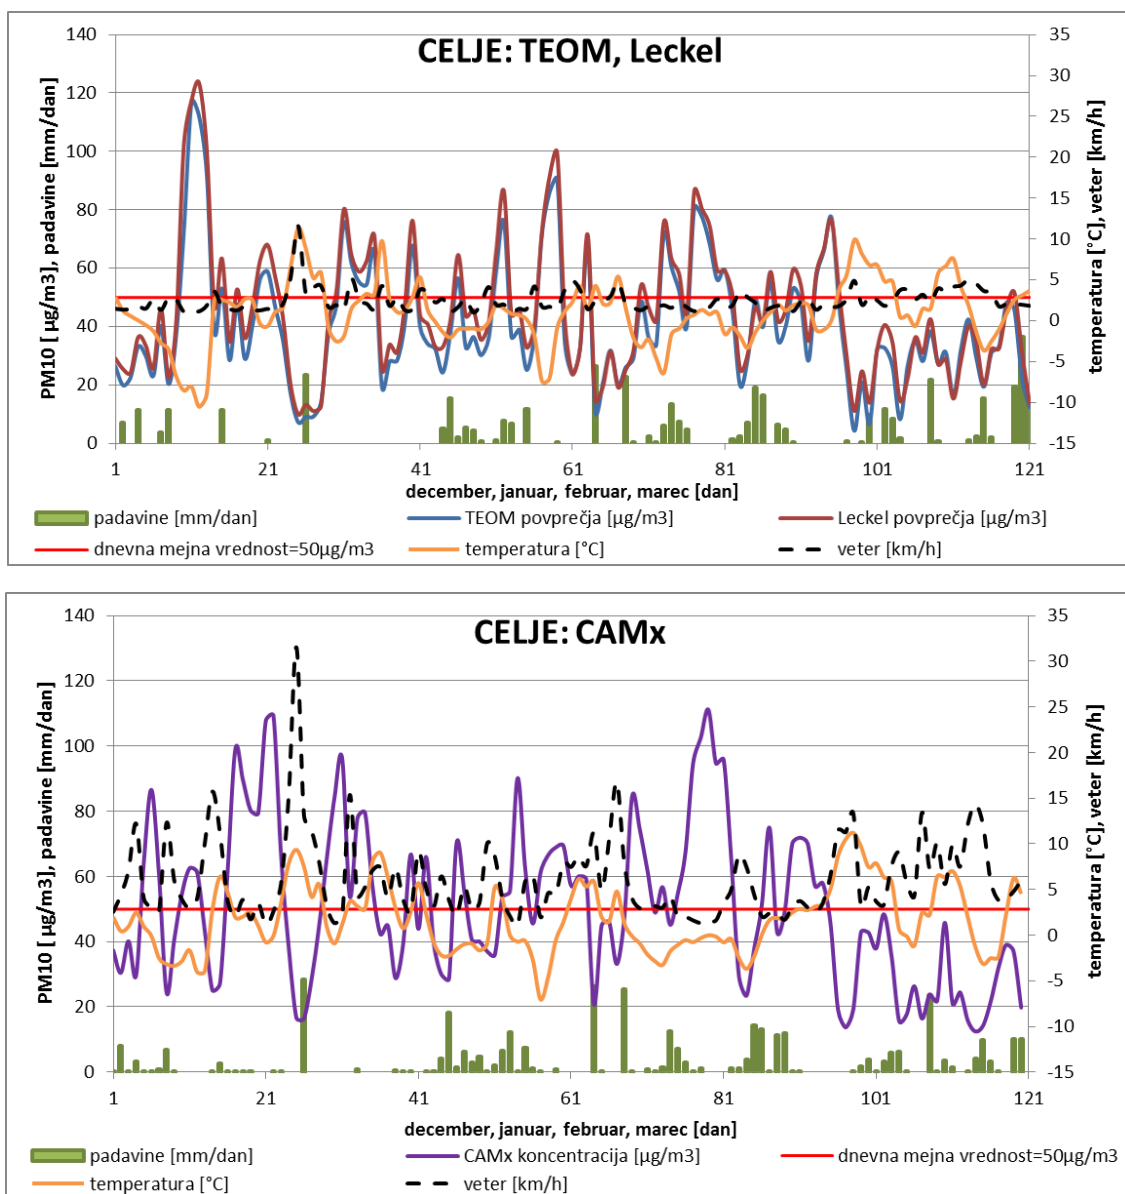 CELJE: TEOM, Leckel
PM10 [ µg/m3], padavine [mm/dan]
140
120
100
80
60
40
20
0
35
30
25
20
15
10
5
0
-5
-10
-15
temperatura [°C], veter [km/h]
1 21 41 61 81 101 121
december, januar, februar, marec [dan]
padavine [mm/dan] TEOM povprečja [µg/m3] Leckel povprečja [µg/m3]
dnevna mejna vrednost=50µg/m3 temperatura [°C] veter [km/h]
CELJE: CAMx
PM10 [ µg/m3], padavine [mm/dan]
140
120
100
80
60
40
20
0
35
30
25
20
15
10
5
0
-5
-10
-15
temperatura [°C], veter [km/h]
1 21 41 61 81 101 121
december, januar, februar, marec [dan]
padavine [mm/dan] CAMx koncentracija [µg/m3] dnevna mejna vrednost=50µg/m3
temperatura [°C] veter [km/h]